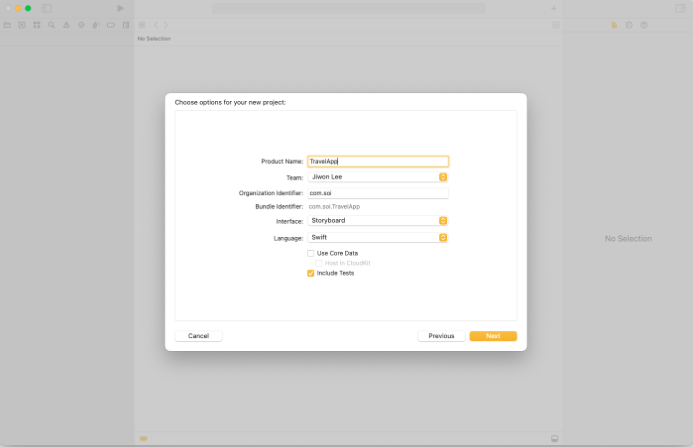 No Selection
Choose options for your new project:
Product Name: TravelApp
Team: Jiwon Lee
Organization Identifier: com.soi
Bundle Identifier: com.soi.TravelApp
Interface: Storyboard
Language: Swift
Use Core Data
Host in CloudKit
Include Tests
No Selection
Cancel Previous Next